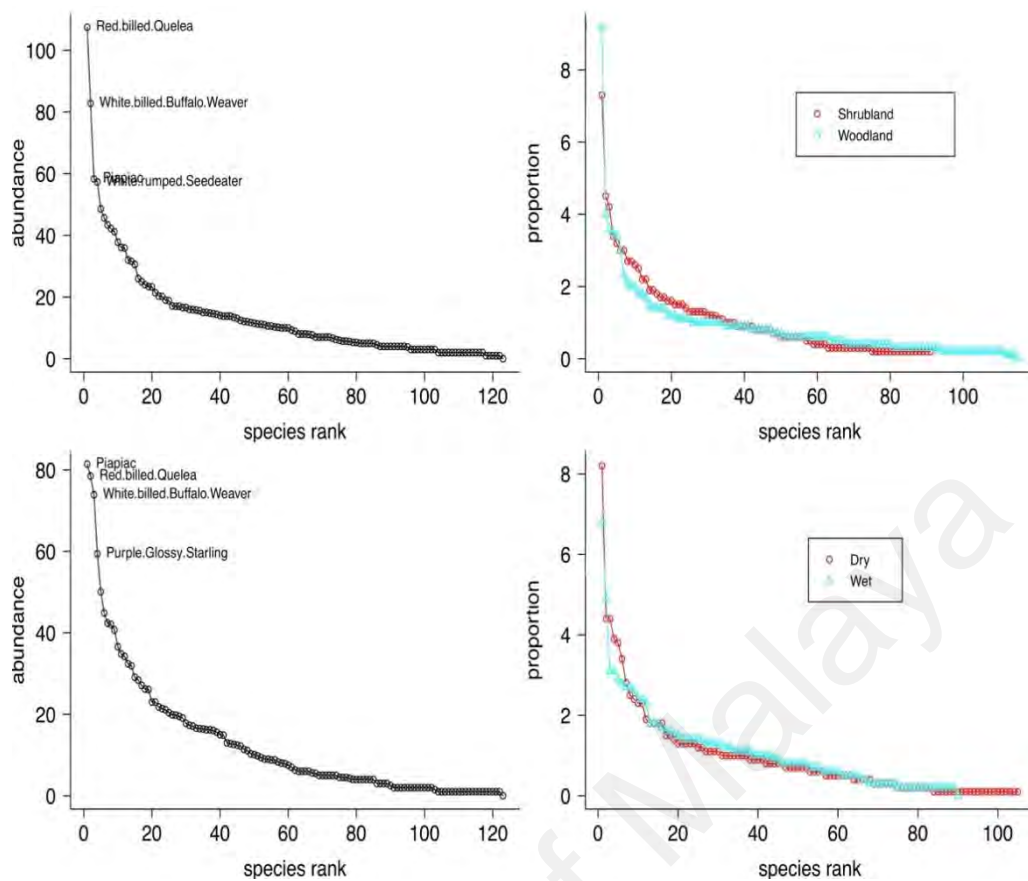 Red.billed.Quelea
White.billed.Buffalo.Weaver
Piapiac
White.rumped.Seedeater
abundance
100
80
60
40
20
0
0 20 40 60 80 100 120
species rank
Shrubland
Woodland
proportion
8
6
4
2
0
0 20 40 60 80 100
species rank
Piapiac
Red.billed.Quelea
White.billed.Buffalo.Weaver
Purple.Glossy.Starling
abundance
80
60
40
20
0
0 20 40 60 80 100 120
species rank
Dry
Wet
proportion
8
6
4
2
0
0 20 40 60 80 100
species rank
of Malaya